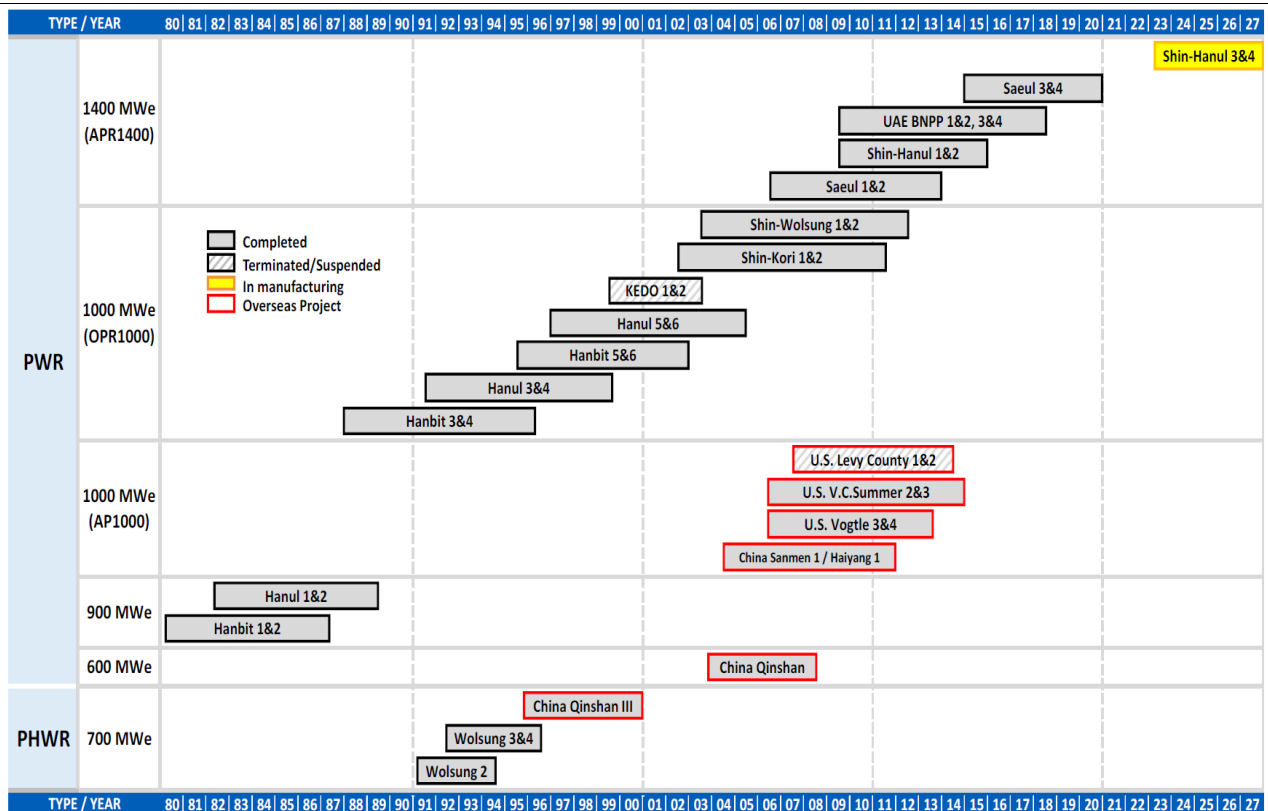 TYPE / YEAR 80|81|82|83|84|85|86|87|88|89|90|91|92|93|94|95|96|97|98|99|00|01|02|03|04|05|06|07|08|09|10|11|12|13|14|15|16|17|18|19|20|21|22|23|24|25|26|27
Shin-Hanul 3&4
Saeul 3&4
1400 MWe
(APR1400)
UAE BNPP 1&2, 3&4
Shin-Hanul 1&2
Saeul 1&2
Shin-Wolsung 1&2
Completed
Shin-Kori 1&2
Terminated/Suspended
In manufacturing
KEDO 1&2
Overseas Project
1000 MWe
(OPR1000)
Hanul 5&6
PWR
Hanbit 5&6
Hanul 3&4
Hanbit 3&4
U.S. Levy County 1&2
1000 MWe
(AP1000)
U.S. V.C.Summer 2&3
U.S. Vogtle 3&4
China Sanmen 1 / Haiyang 1
900 MWe
Hanul 1&2
Hanbit 1&2
600 MWe
China Qinshan
China Qinshan III
PHWR
700 MWe
Wolsung 3&4
Wolsung 2
TYPE / YEAR 80|81|82|83|84|85|86|87|88|89|90|91|92|93|94|95|96|97|98|99|00|01|02|03|04|05|06|07|08|09|10|11|12|13|14|15|16|17|18|19|20|21|22|23|24|25|26|27